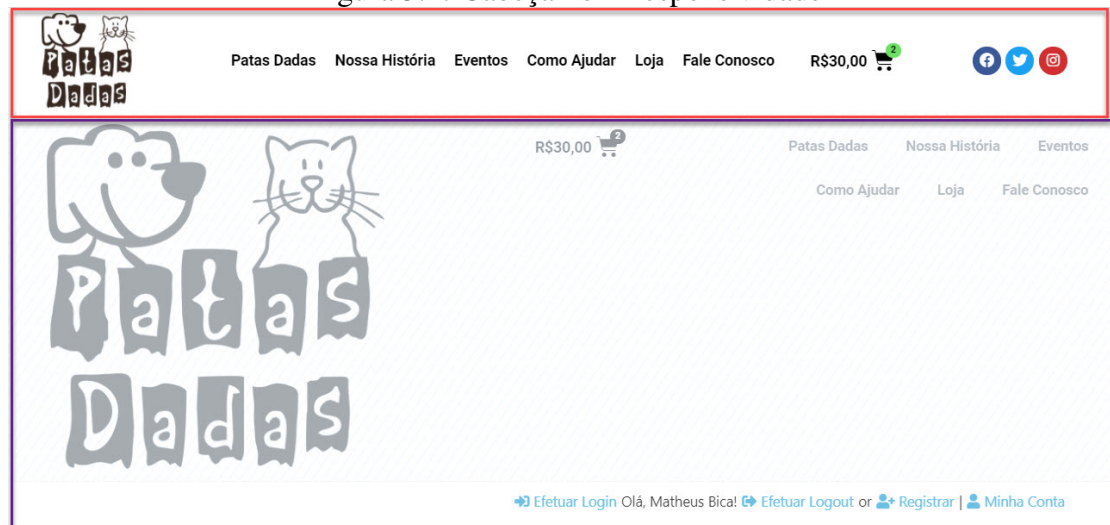 Patas
Dadas
Patas Dadas Nossa História Eventos Como Ajudar Loja Fale Conosco R$30,00 2
Patas
Dadas
R$30,00 2
Patas Dadas Nossa História Eventos
Como Ajudar Loja Fale Conosco
Efetuar Login Olá, Matheus Bica! Efetuar Logout or Registrar | Minha Conta